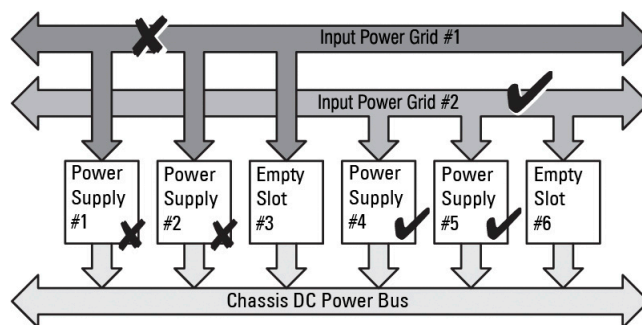 Input Power Grid #1
Input Power Grid #2
Power
Supply
#1
Power
Supply
#2
Empty
Slot
#3
Power
Supply
#4
Power
Supply
#5
Empty
Slot
#6
Chassis DC Power Bus